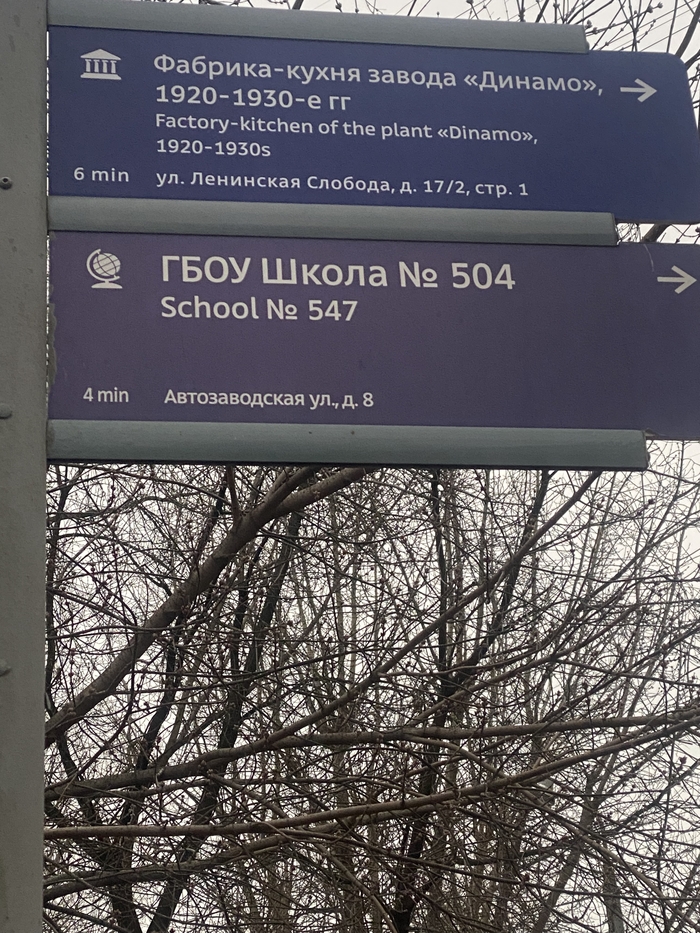 Фабрика-кухня завода «Динамо»,
1920-1930-е гг
Factory-kitchen of the plant «Dinamo»,
1920-1930s
6 min ул. Ленинская Слобода, д. 17/2, стр. 1
ГБОУ Школа № 504
School № 547
4 min Автозаводская ул., д. 8